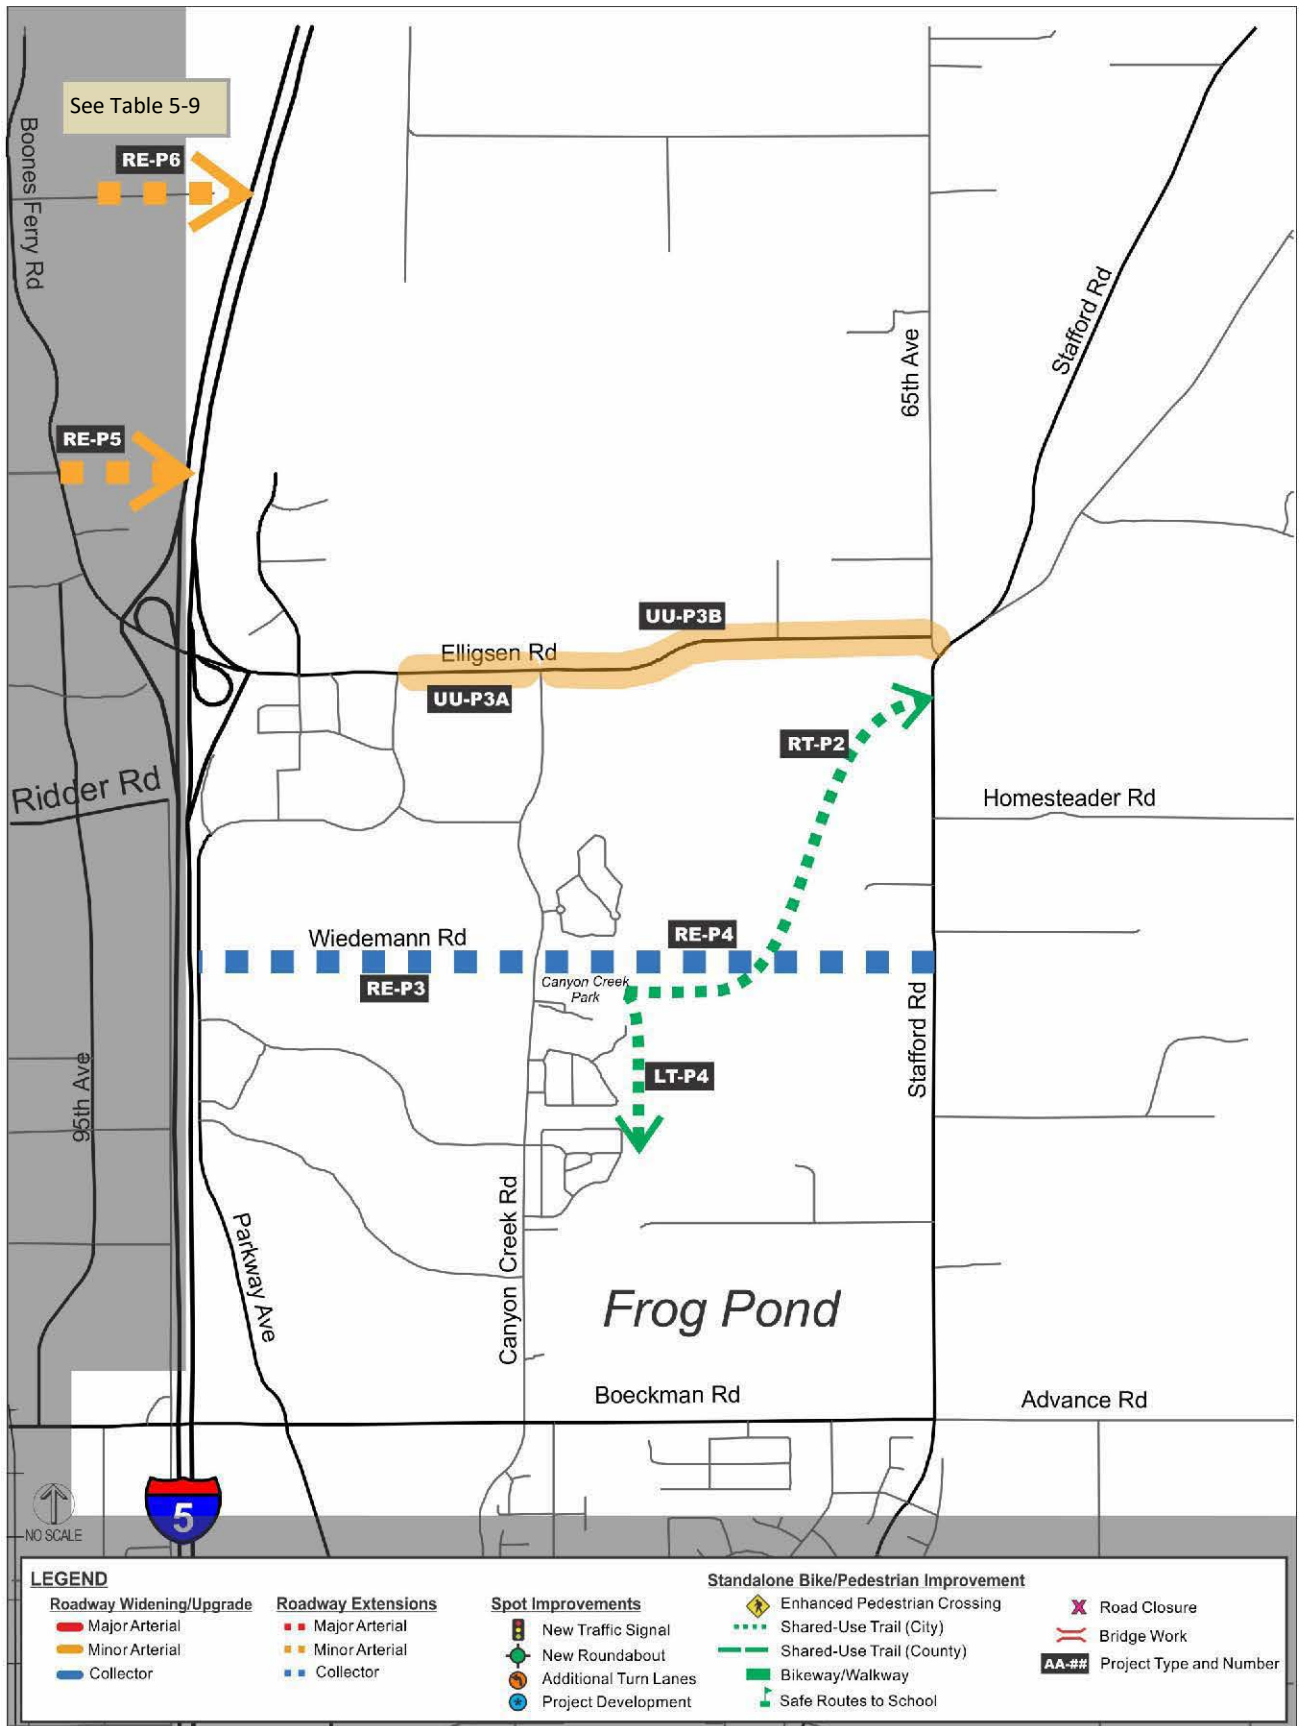 See Table 5-9
Boones Ferry Rd
RE-P6
Stafford Rd
65th Ave
RE-P5
UU-P3B
Elligsen Rd
UU-P3A
RT-P2
Ridder Rd
Homesteader Rd
Wiedemann Rd
RE-P4
RE-P3
Canyon Creek
Park
Stafford Rd
95th Ave
LT-P4
Canyon Creek Rd
Parkway Ave
Frog Pond
Boeckman Rd
Advance Rd
5
NO SCALE
LEGEND
Roadway Widening/Upgrade
Major Arterial
Minor Arterial
Collector
Roadway Extensions
Major Arterial
Minor Arterial
Collector
Spot Improvements
New Traffic Signal
New Roundabout
Additional Turn Lanes
Project Development
Standalone Bike/Pedestrian Improvement
Enhanced Pedestrian Crossing
Shared-Use Trail (City)
Shared-Use Trail (County)
Bikeway/Walkway
Safe Routes to School
X Road Closure
Bridge Work
AA-## Project Type and Number